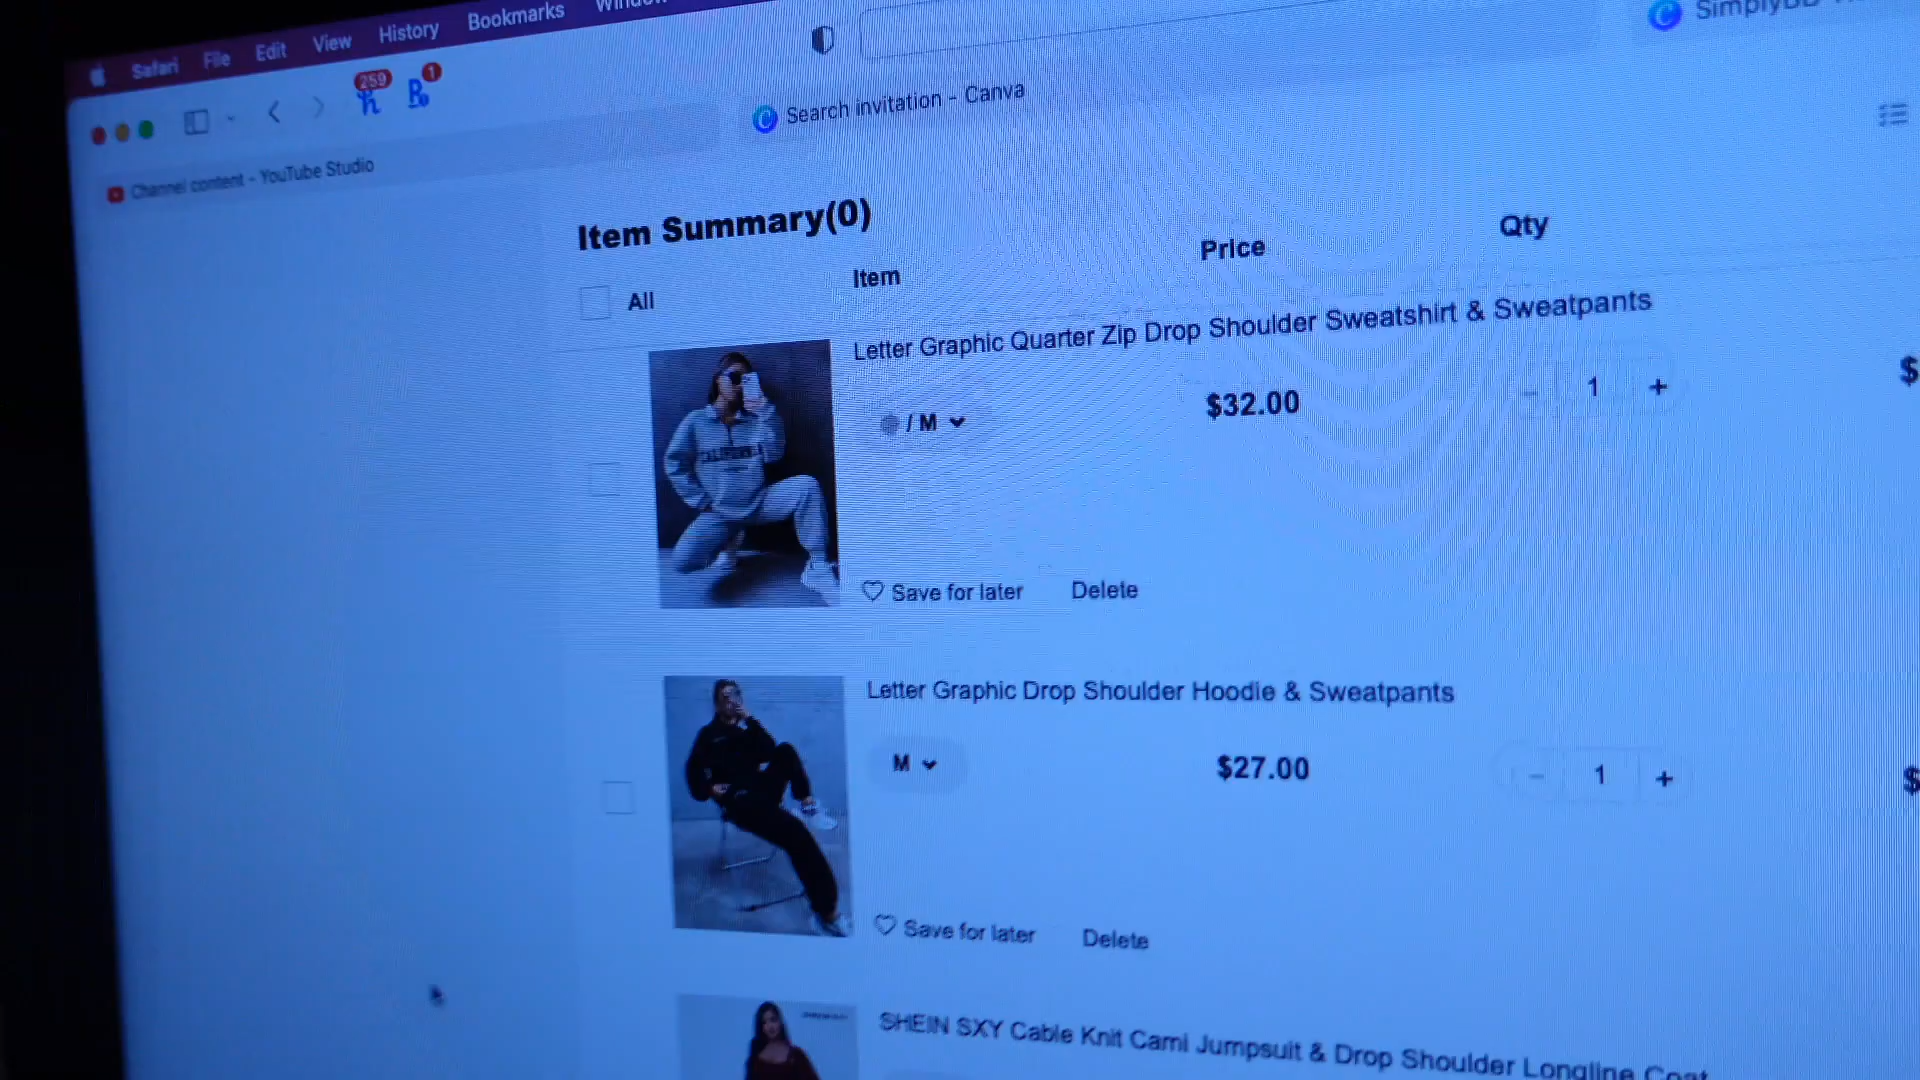 Safari File Edit View History Bookmarks
259
1
Search invitation - Canva
Channel content - YouTube Studio
Item Summary(0)
All
Item
Price
Qty
Letter Graphic Quarter Zip Drop Shoulder Sweatshirt & Sweatpants
/ M
$32.00
- 1 +
$
Save for later
Delete
Letter Graphic Drop Shoulder Hoodie & Sweatpants
M
$27.00
- 1 +
$
Save for later
Delete
SHEIN SXY Cable Knit Cami Jumpsuit & Drop Shoulder Longline Coat